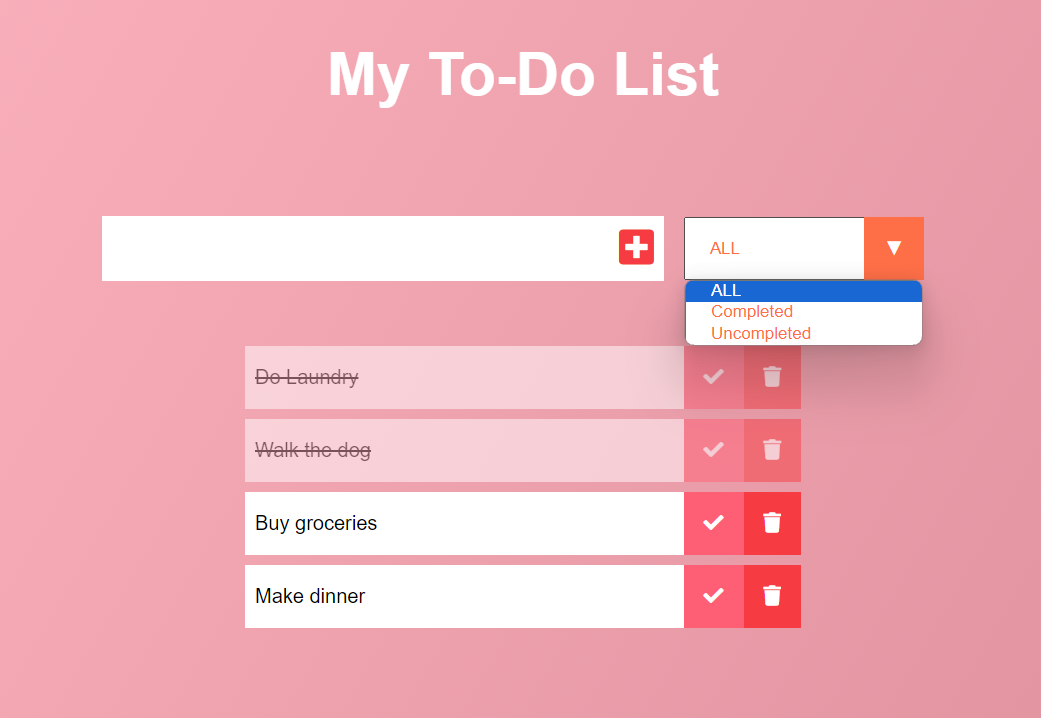 My To-Do List
ALL
ALL
Completed
Uncompleted
Do Laundry
Walk the dog
Buy groceries
Make dinner